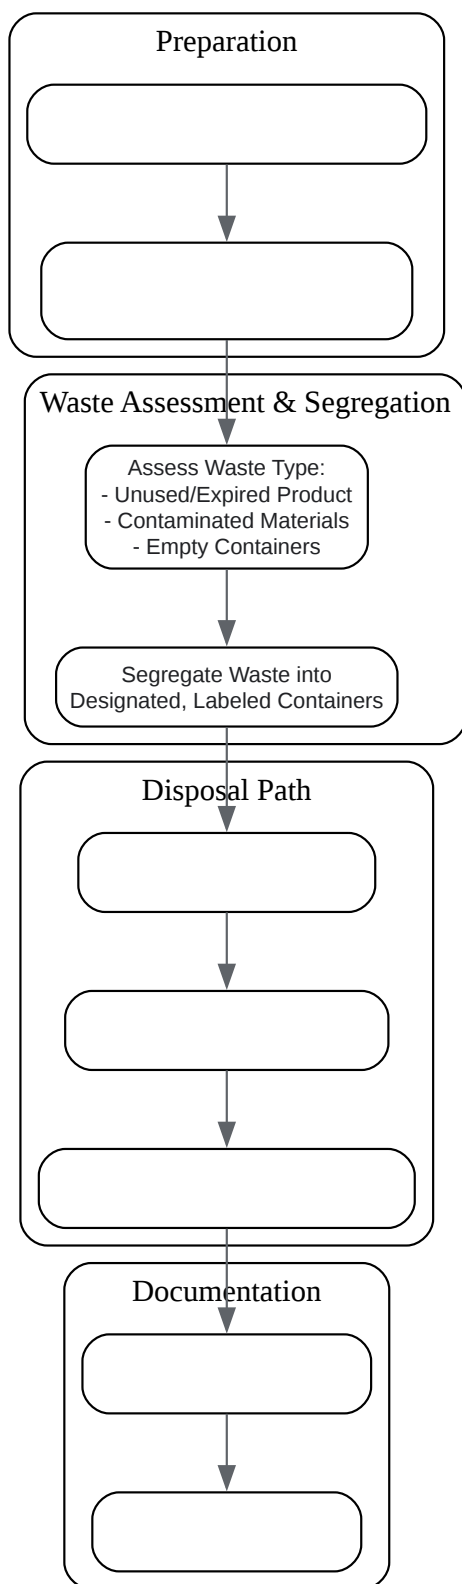 Preparation
Waste Assessment & Segregation
Assess Waste Type:
- Unused/Expired Product
- Contaminated Materials
- Empty Containers
Segregate Waste into
Designated, Labeled Containers
Disposal Path
Documentation